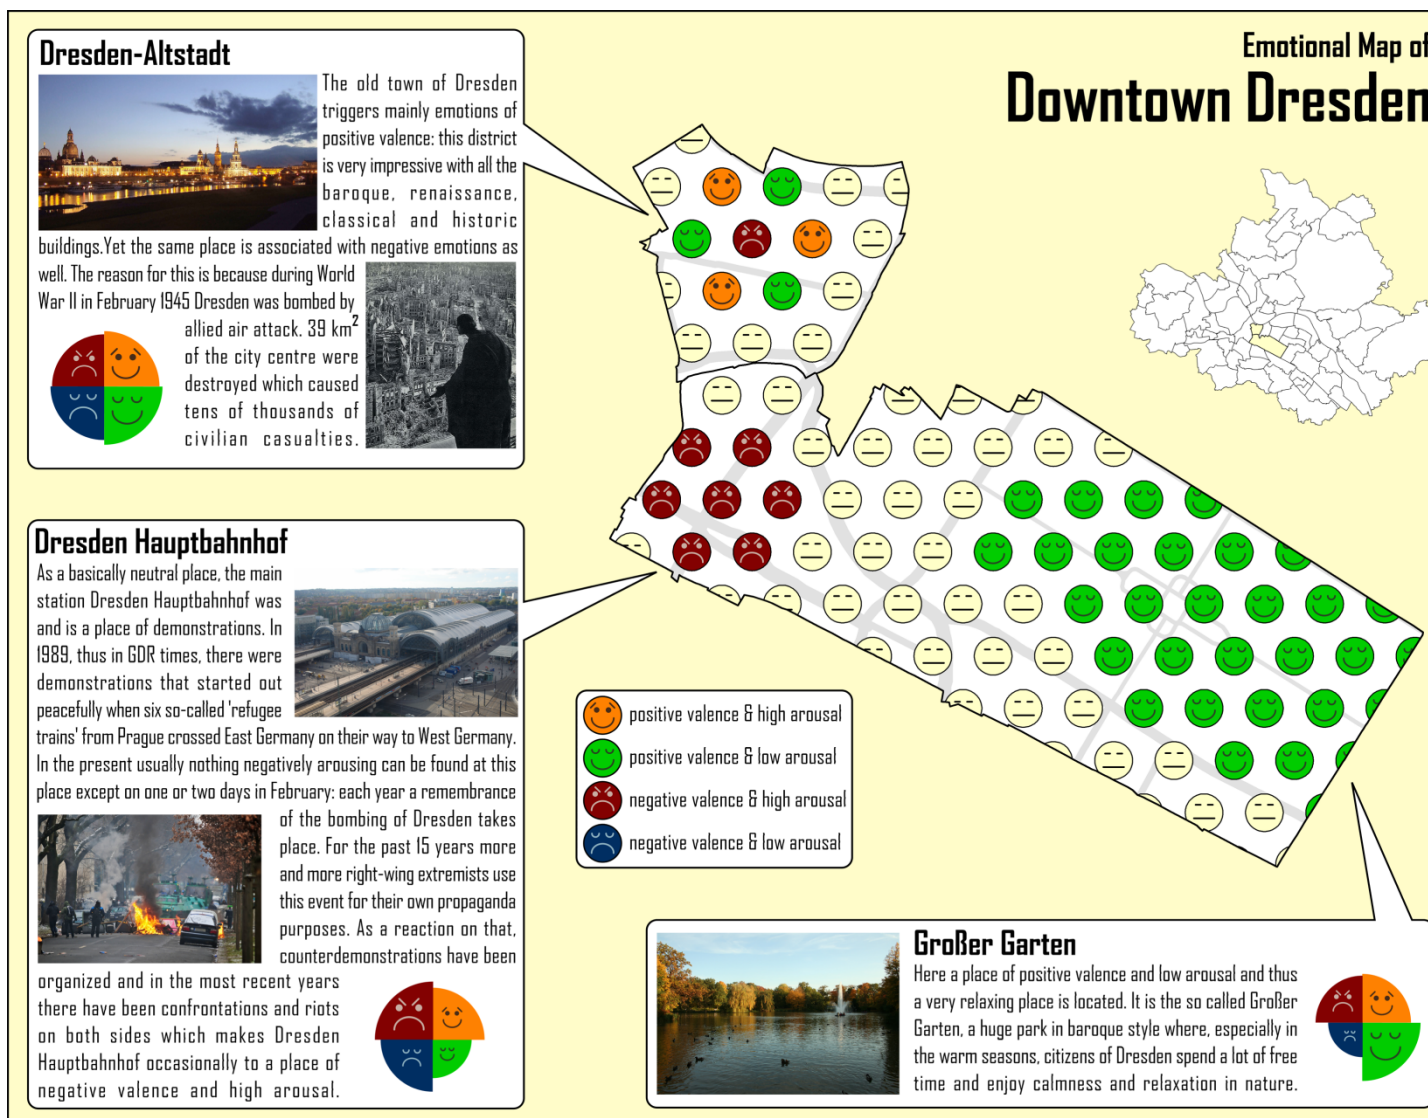 Emotional Map of
Downtown Dresden
Dresden-Altstadt
The old town of Dresden
triggers mainly emotions of
positive valence: this district
is very impressive with all the
baroque, renaissance,
classical and historic
buildings.Yet the same place is associated with negative emotions as
well. The reason for this is because during World
War II in February 1945 Dresden was bombed by
allied air attack. 39 km²
of the city centre were
destroyed which caused
tens of thousands of
civilian casualties.
Dresden Hauptbahnhof
As a basically neutral place, the main
station Dresden Hauptbahnhof was
and is a place of demonstrations. In
1989, thus in GDR times, there were
demonstrations that started out
peacefully when six so-called 'refugee
trains' from Prague crossed East Germany on their way to West Germany.
In the present usually nothing negatively arousing can be found at this
place except on one or two days in February: each year a remembrance
of the bombing of Dresden takes
place. For the past 15 years more
and more right-wing extremists use
this event for their own propaganda
purposes. As a reaction on that,
counterdemonstrations have been
organized and in the most recent years
there have been confrontations and riots
on both sides which makes Dresden
Hauptbahnhof occasionally to a place of
negative valence and high arousal.
positive valence & high arousal
positive valence & low arousal
negative valence & high arousal
negative valence & low arousal
Großer Garten
Here a place of positive valence and low arousal and thus
a very relaxing place is located. It is the so called Großer
Garten, a huge park in baroque style where, especially in
the warm seasons, citizens of Dresden spend a lot of free
time and enjoy calmness and relaxation in nature.